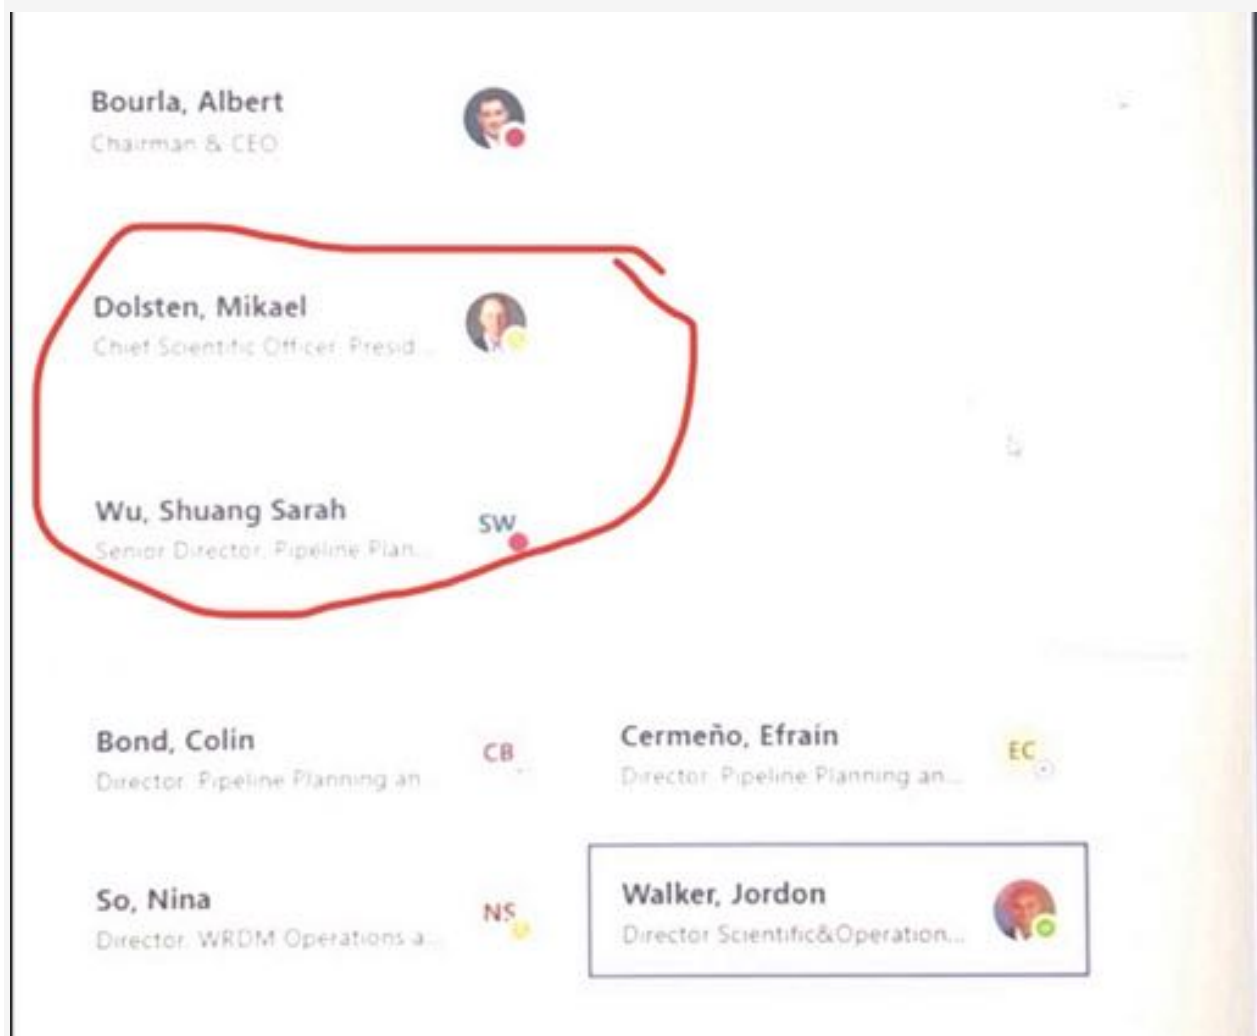 Bourla, Albert
Chairman & CEO
Dolsten, Mikael
Chief Scientific Officer, Presid...
Wu, Shuang Sarah
SW
Senior Director, Pipeline Plan...
Bond, Colin
CB
Director, Pipeline Planning an...
Cermeño, Efraín
EC
Director, Pipeline Planning an...
So, Nina
NS
Director, WRDM Operations a...
Walker, Jordon
Director Scientific&Operation...